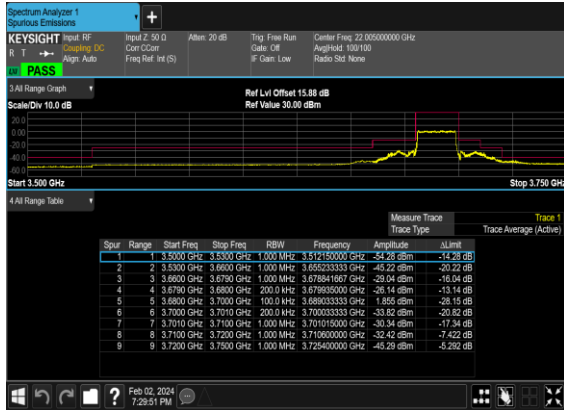 Spectrum Analyzer 1
Spurious Emissions
+
KEYSIGHT Input: RF Input Z: 50 Ω Atten: 20 dB Trig: Free Run Center Freq: 22.005000000 GHz
R T Coupling: DC Corr CCorr Gate: Off Avg|Hold: 100/100
Align: Auto Freq Ref: Int (S) IF Gain: Low Radio Std: None
PASS
3 All Range Graph
Ref Lvl Offset 15.88 dB
Scale/Div 10.0 dB Ref Value 30.00 dBm
20.0
0.00
-20.0
-40.0
-60.0
Start 3.500 GHz Stop 3.750 GHz
4 All Range Table
Measure Trace Trace 1
Trace Type Trace Average (Active)
Spur Range Start Freq Stop Freq RBW Frequency Amplitude ΔLimit
1 1 3.5000 GHz 3.5300 GHz 1.000 MHz 3.512150000 GHz -54.28 dBm -14.28 dB
2 2 3.5300 GHz 3.6600 GHz 1.000 MHz 3.655233333 GHz -45.22 dBm -20.22 dB
3 3 3.6600 GHz 3.6790 GHz 1.000 MHz 3.678841667 GHz -29.04 dBm -16.04 dB
4 4 3.6790 GHz 3.6800 GHz 200.0 kHz 3.679935000 GHz -26.14 dBm -13.14 dB
5 5 3.6800 GHz 3.7000 GHz 100.0 kHz 3.689033333 GHz 1.855 dBm -28.15 dB
6 6 3.7000 GHz 3.7010 GHz 200.0 kHz 3.700033333 GHz -33.82 dBm -20.82 dB
7 7 3.7010 GHz 3.7100 GHz 1.000 MHz 3.701015000 GHz -30.34 dBm -17.34 dB
8 8 3.7100 GHz 3.7200 GHz 1.000 MHz 3.710600000 GHz -32.42 dBm -7.422 dB
9 9 3.7200 GHz 3.7500 GHz 1.000 MHz 3.725400000 GHz -45.29 dBm -5.292 dB
? Feb 02, 2024
7:29:51 PM